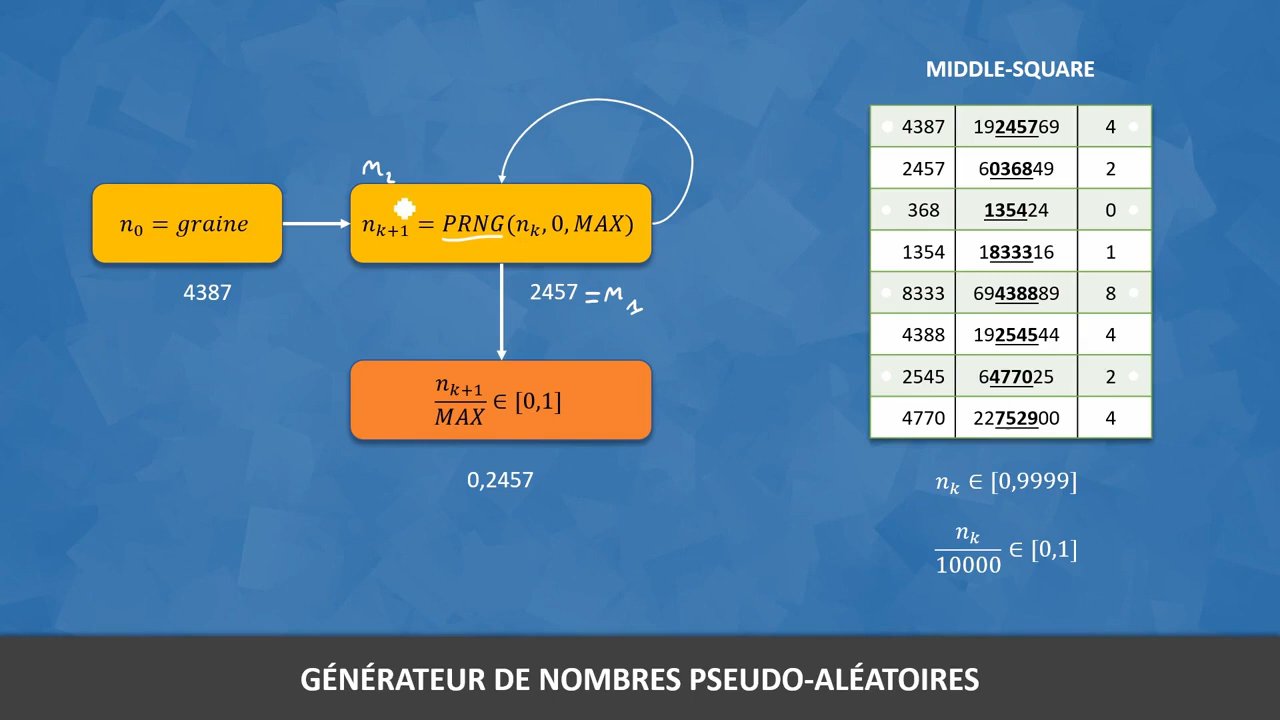 MIDDLE-SQUARE
4387 19245769 4
2457 6036849 2
368 135424 0
1354 1833316 1
8333 69438889 8
4388 19254544 4
2545 6477025 2
4770 22752900 4
n₂
n₀ = graine
nₖ₊₁ = PRNG(nₖ, 0, MAX)
4387
2457 = n₁
nₖ₊₁/MAX ∈ [0,1]
0,2457
nₖ ∈ [0,9999]
nₖ/10000 ∈ [0,1]
GÉNÉRATEUR DE NOMBRES PSEUDO-ALÉATOIRES